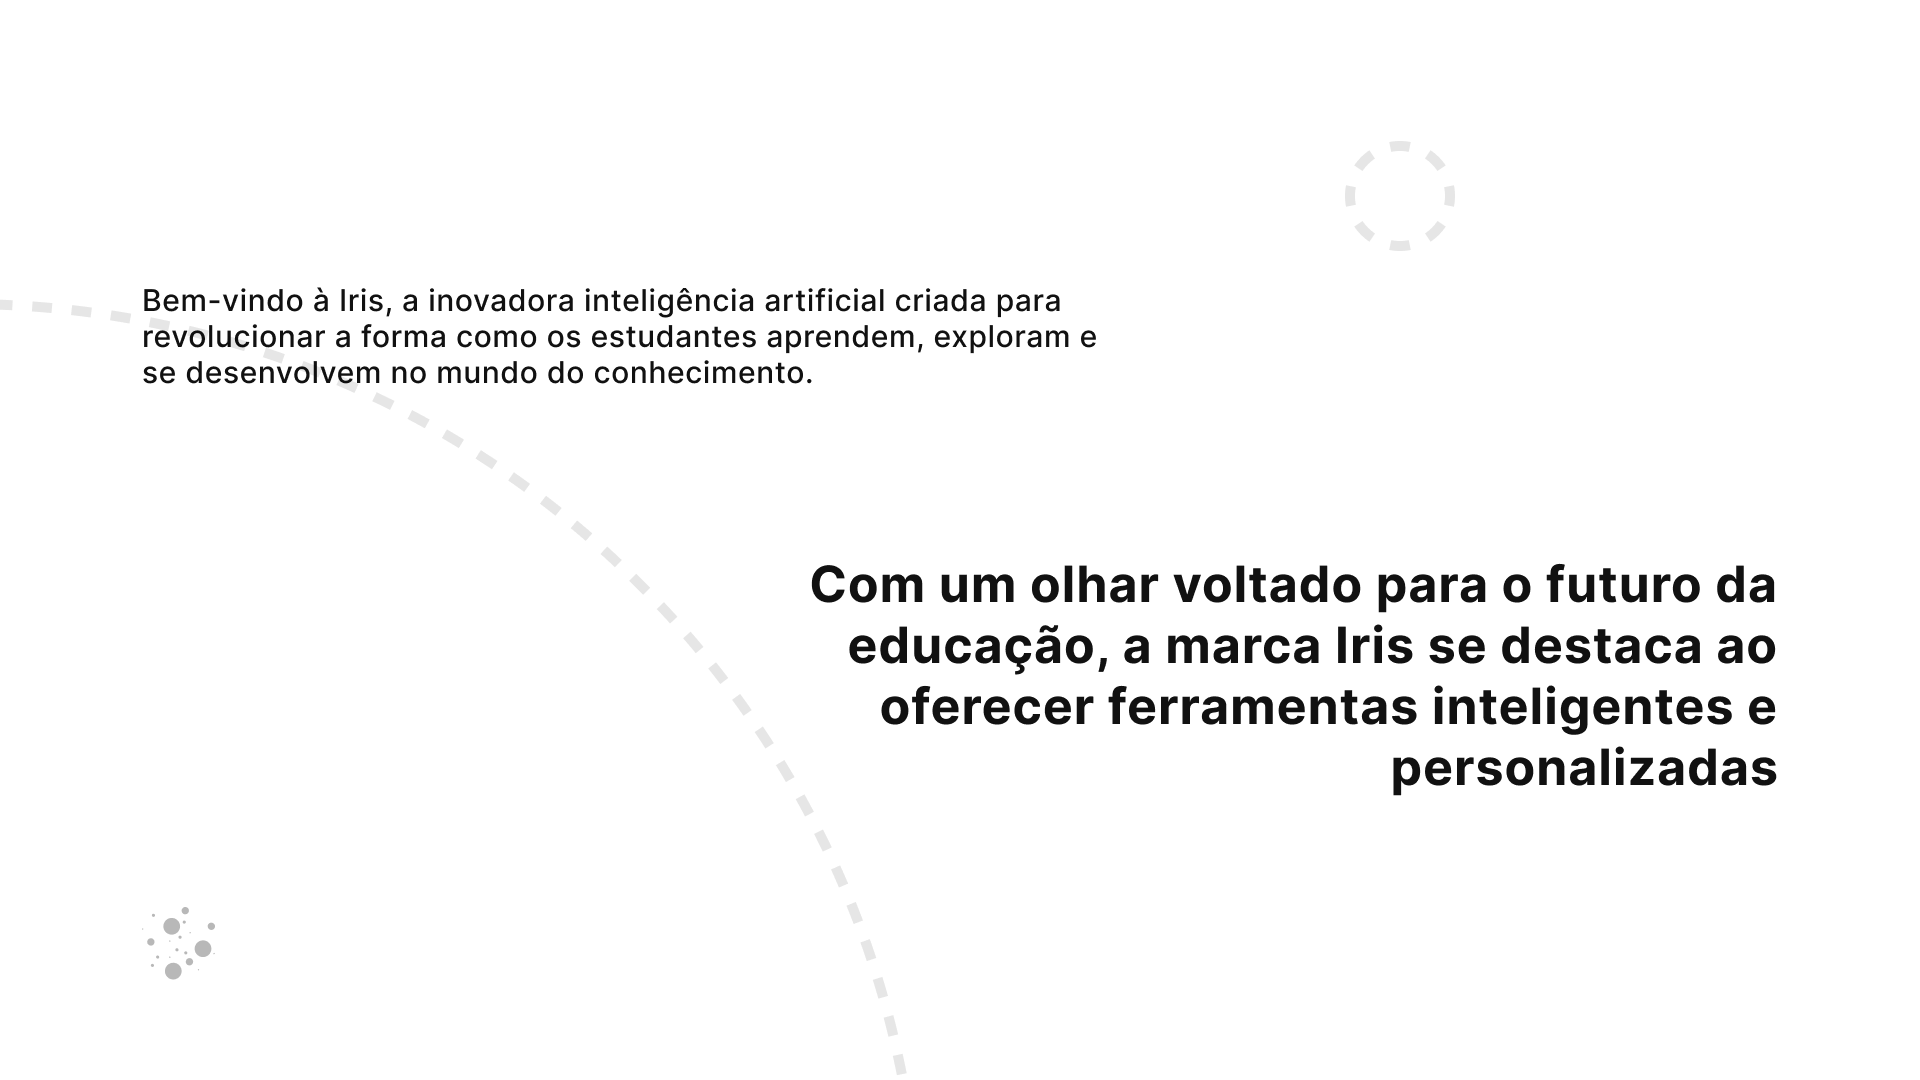 Bem-vindo à Iris, a inovadora inteligência artificial criada para
revolucionar a forma como os estudantes aprendem, exploram e
se desenvolvem no mundo do conhecimento.
Com um olhar voltado para o futuro da
educação, a marca Iris se destaca ao
oferecer ferramentas inteligentes e
personalizadas